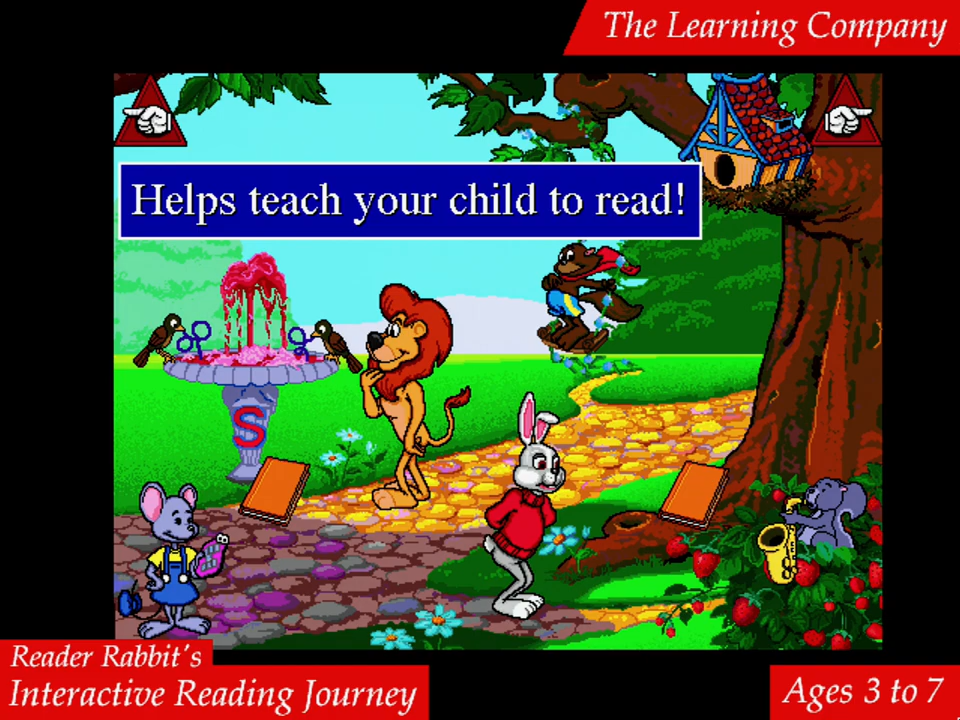 The Learning Company
Helps teach your child to read!
S
Reader Rabbit's
Interactive Reading Journey
Ages 3 to 7